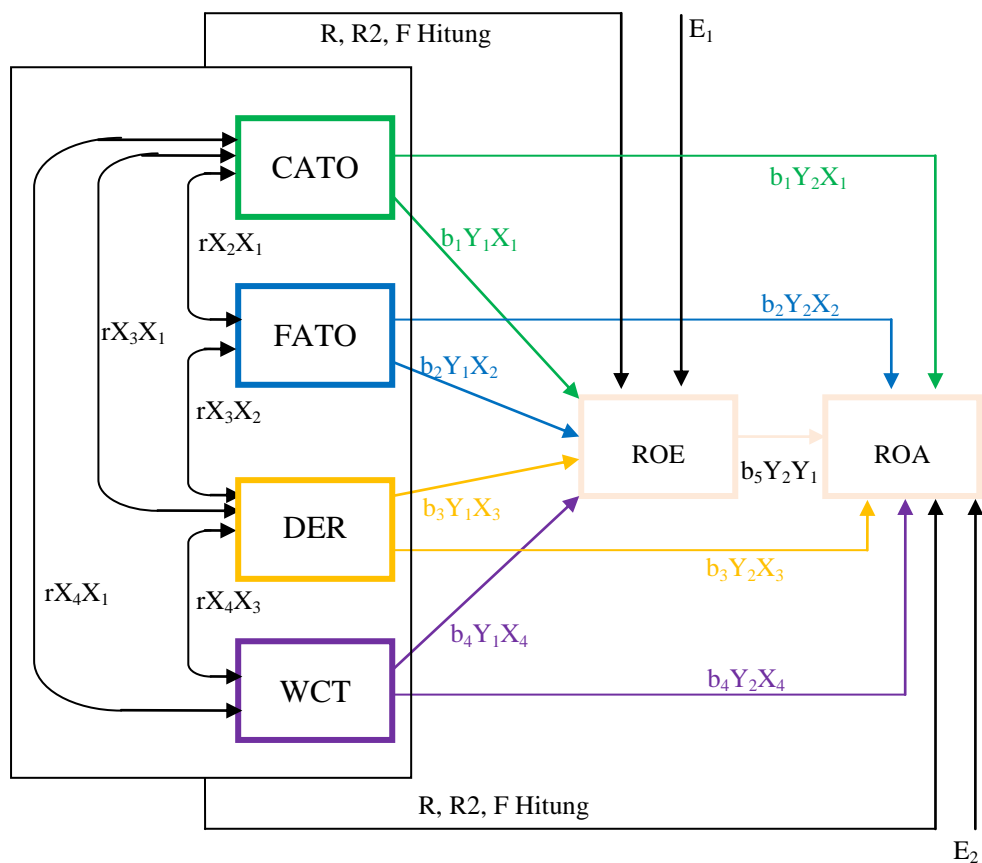 R, R2, F Hitung
E₁
CATO
b₁Y₂X₁
rX₂X₁
b₁Y₁X₁
FATO
b₂Y₂X₂
rX₃X₁
b₂Y₁X₂
rX₃X₂
ROE
ROA
b₅Y₂Y₁
DER
b₃Y₁X₃
b₃Y₂X₃
rX₄X₁
rX₄X₃
b₄Y₁X₄
WCT
b₄Y₂X₄
R, R2, F Hitung
E₂